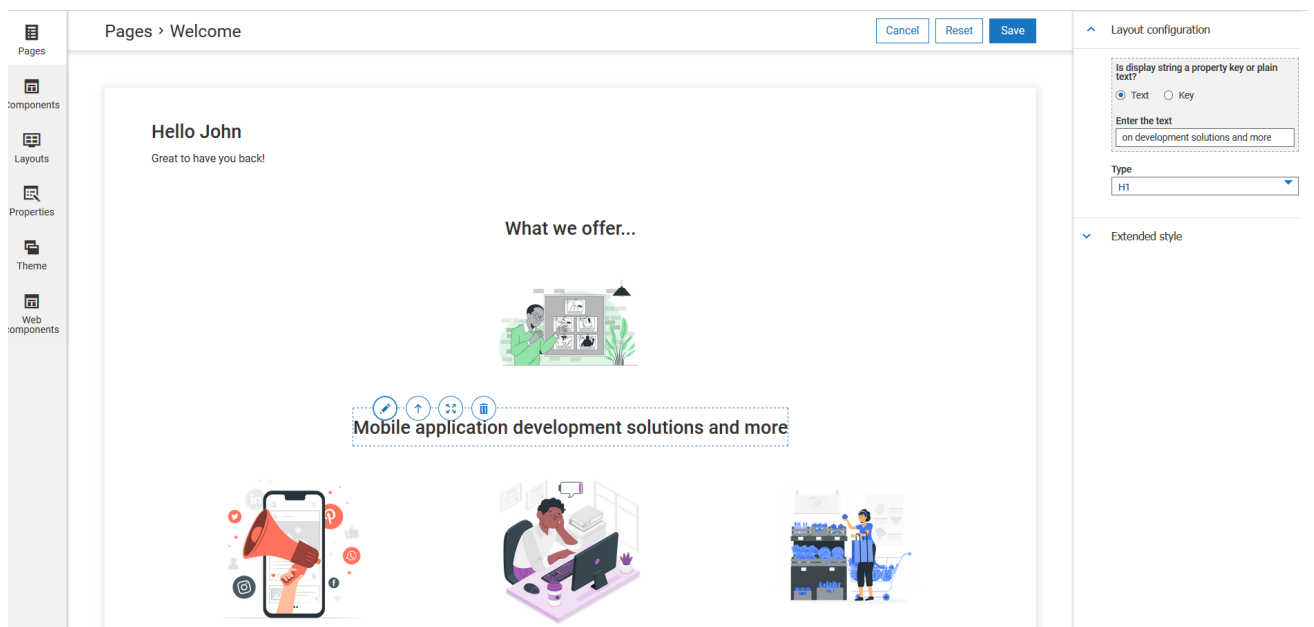 Pages
Components
Layouts
Properties
Theme
Web
components
Pages › Welcome
Cancel
Reset
Save
Hello John
Great to have you back!
What we offer...
Mobile application development solutions and more
Layout configuration
Is display string a property key or plain
text?
Text
Key
Enter the text
on development solutions and more
Type
H1
Extended style